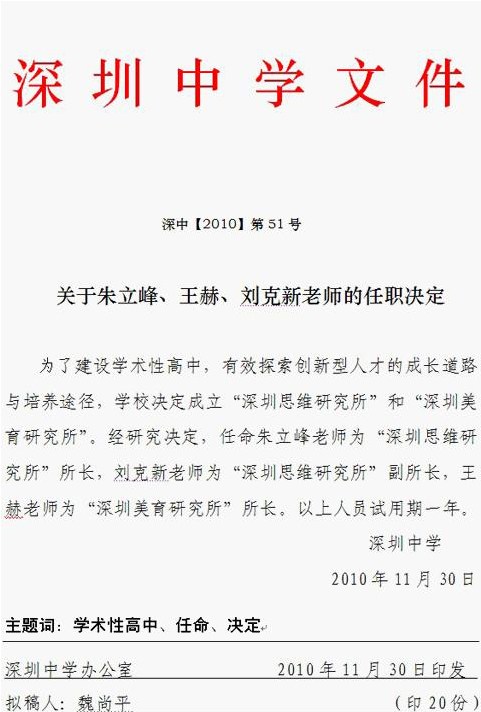 深圳中学文件
深中【2010】第51号
关于朱立峰、王赫、刘克新老师的任职决定
为了建设学术性高中，有效探索创新型人才的成长道路
与培养途径，学校决定成立“深圳思维研究所”和“深圳美
育研究所”。经研究决定，任命朱立峰老师为“深圳思维研
究所”所长，刘克新老师为“深圳思维研究所”副所长，王
赫老师为“深圳美育研究所”所长。以上人员试用期一年。
深圳中学
2010年11月30日
主题词：学术性高中、任命、决定
深圳中学办公室 2010年11月30日印发
拟稿人：魏尚平 （印20份）